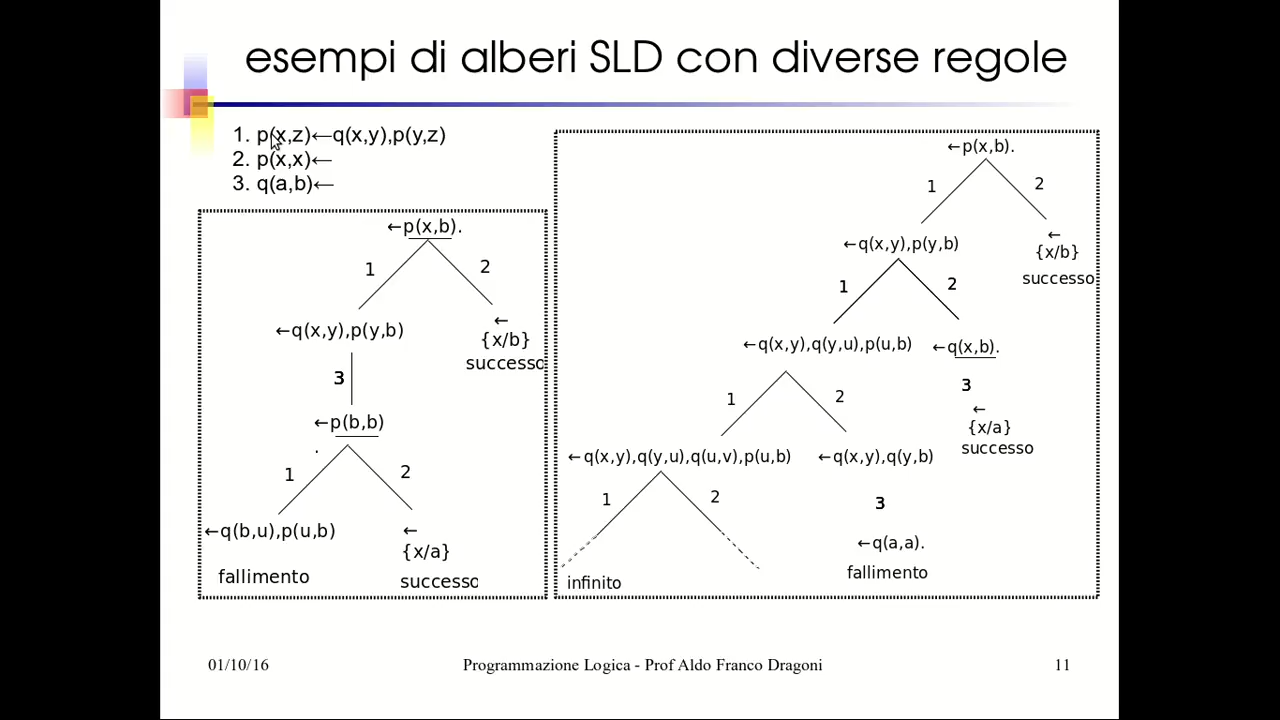 esempi di alberi SLD con diverse regole
1. p(x,z)←q(x,y),p(y,z)
2. p(x,x)←
3. q(a,b)←
←p(x,b).
1
2
←q(x,y),p(y,b)
←
{x/b}
successo
3
←p(b,b)
.
1
2
←q(b,u),p(u,b)
←
{x/a}
fallimento
successo
←p(x,b).
1
2
←q(x,y),p(y,b)
←
{x/b}
successo
1
2
←q(x,y),q(y,u),p(u,b)
←q(x,b).
1
2
3
←
{x/a}
successo
←q(x,y),q(y,u),q(u,v),p(u,b)
←q(x,y),q(y,b)
1
2
3
←q(a,a).
infinito
fallimento
01/10/16
Programmazione Logica - Prof Aldo Franco Dragoni
11